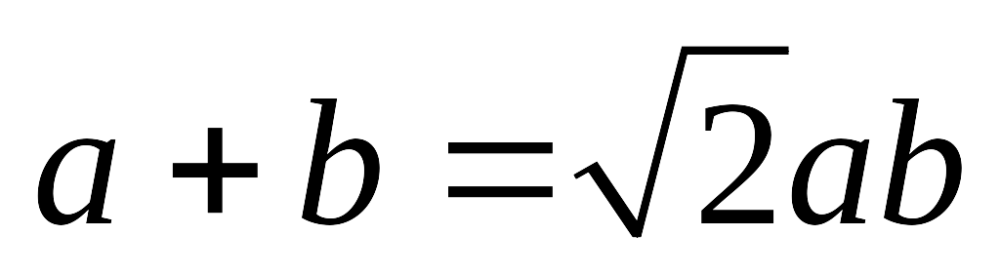 a + b = √2ab